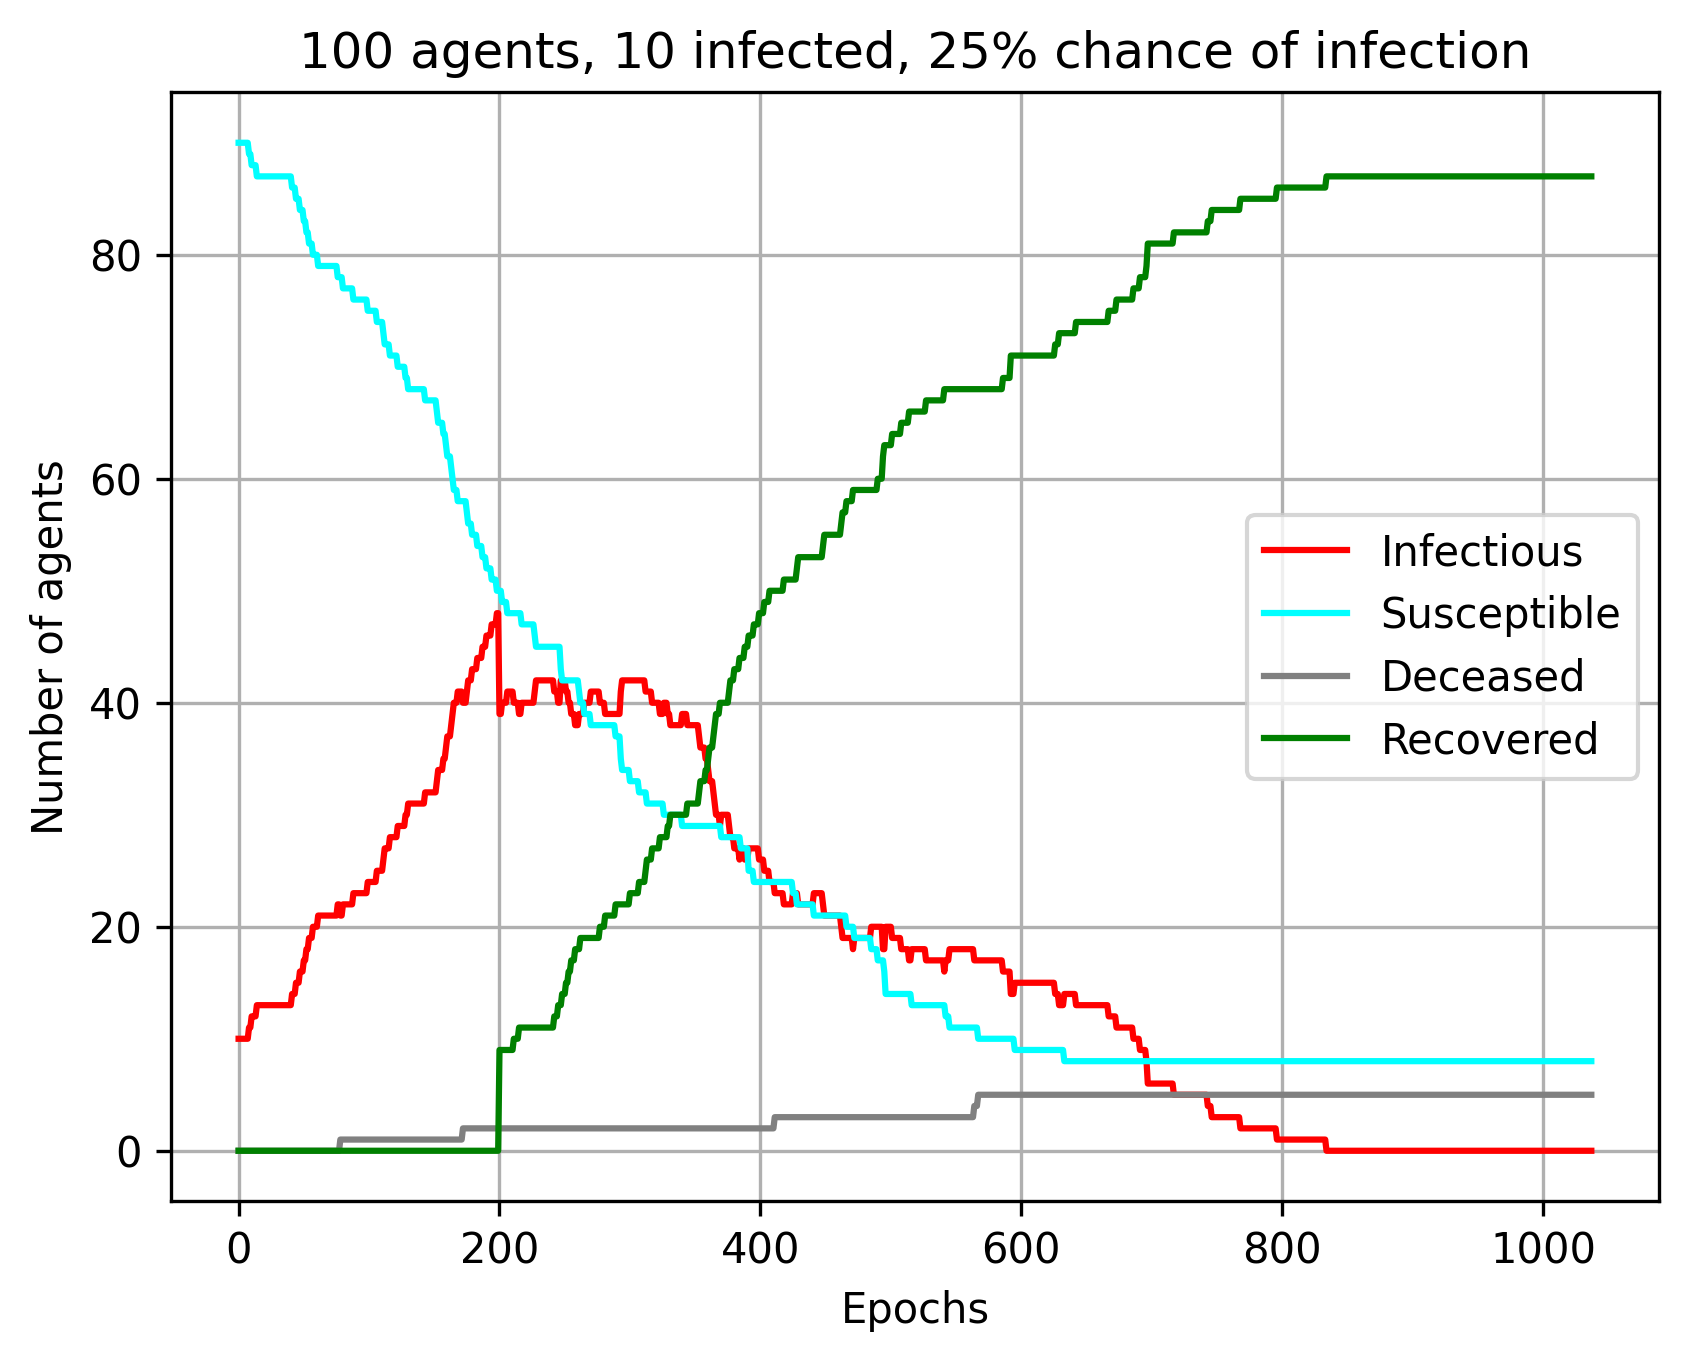 100 agents, 10 infected, 25% chance of infection
Number of agents
80
60
40
20
0
Infectious
Susceptible
Deceased
Recovered
0 200 400 600 800 1000
Epochs